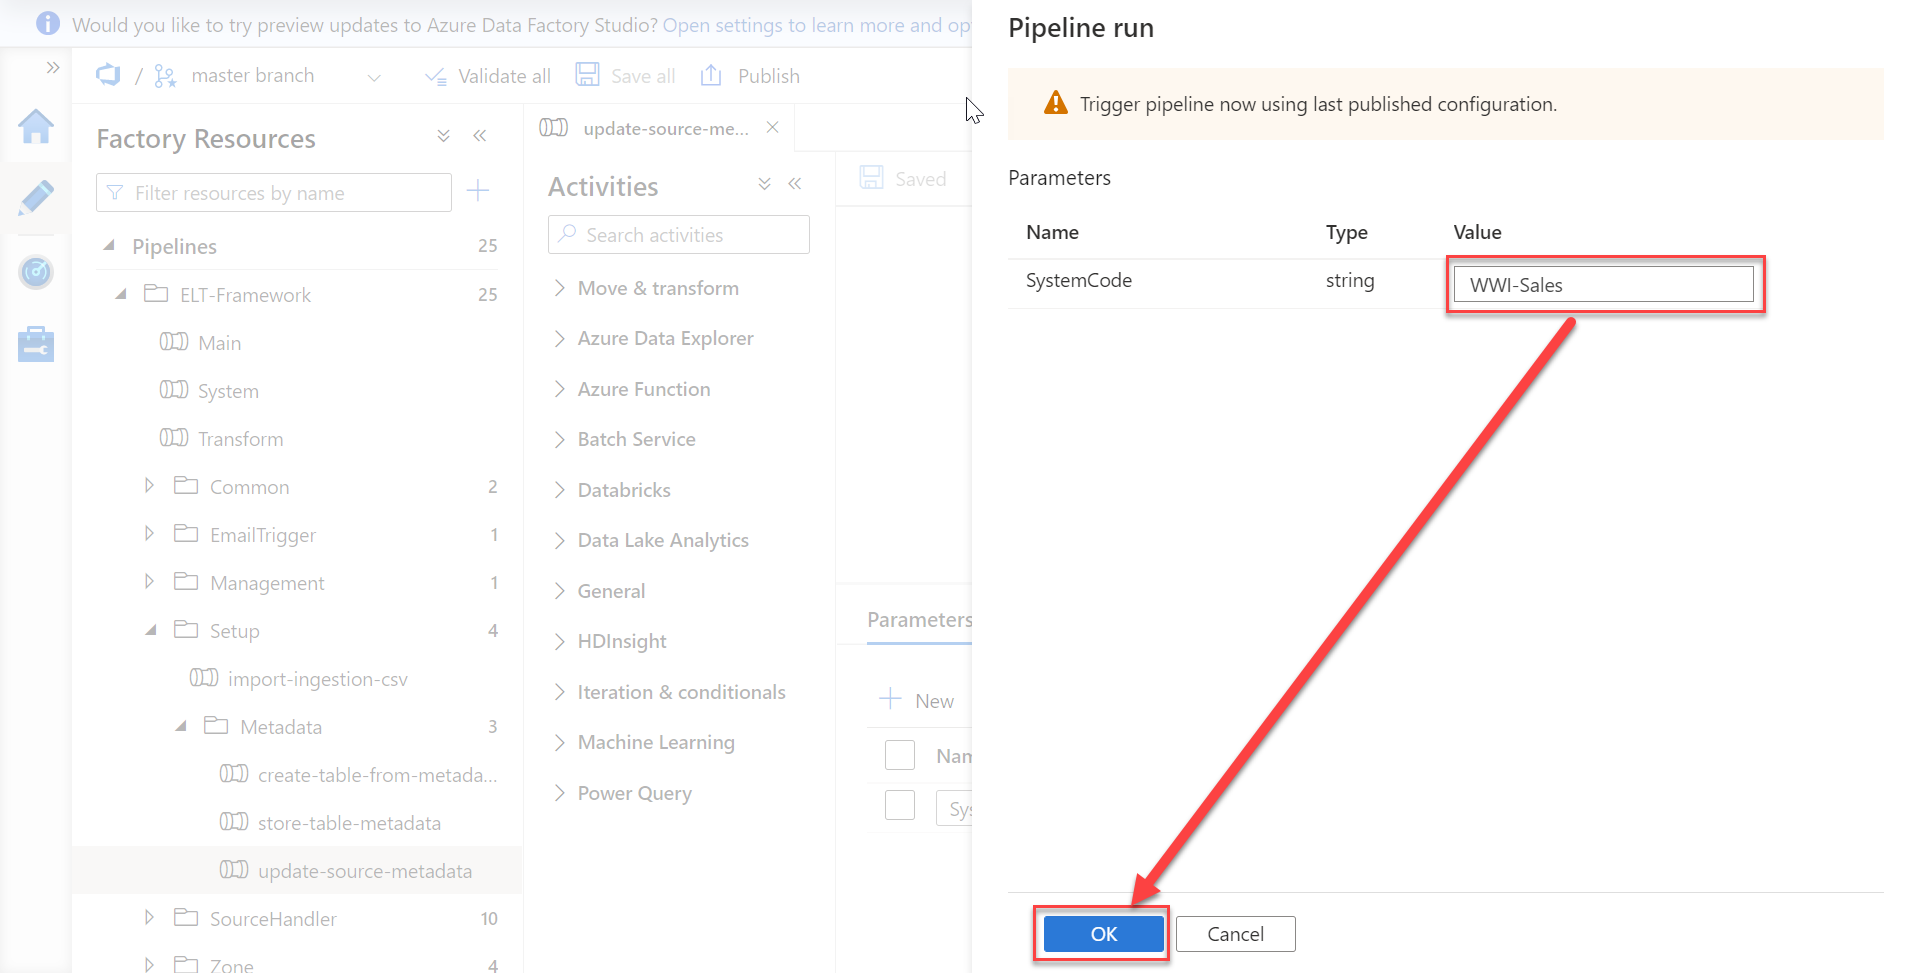 Would you like to try preview updates to Azure Data Factory Studio? Open settings to learn more and op
/ master branch
Validate all
Save all
Publish
Factory Resources
Filter resources by name
Pipelines 25
ELT-Framework 25
Main
System
Transform
Common 2
EmailTrigger 1
Management 1
Setup 4
import-ingestion-csv
Metadata 3
create-table-from-metada...
store-table-metadata
update-source-metadata
SourceHandler 10
Zone 4
update-source-me...
Activities
Search activities
Move & transform
Azure Data Explorer
Azure Function
Batch Service
Databricks
Data Lake Analytics
General
HDInsight
Iteration & conditionals
Machine Learning
Power Query
Saved
Parameters
New
Nam
Sys
Pipeline run
Trigger pipeline now using last published configuration.
Parameters
Name Type Value
SystemCode string WWI-Sales
OK
Cancel